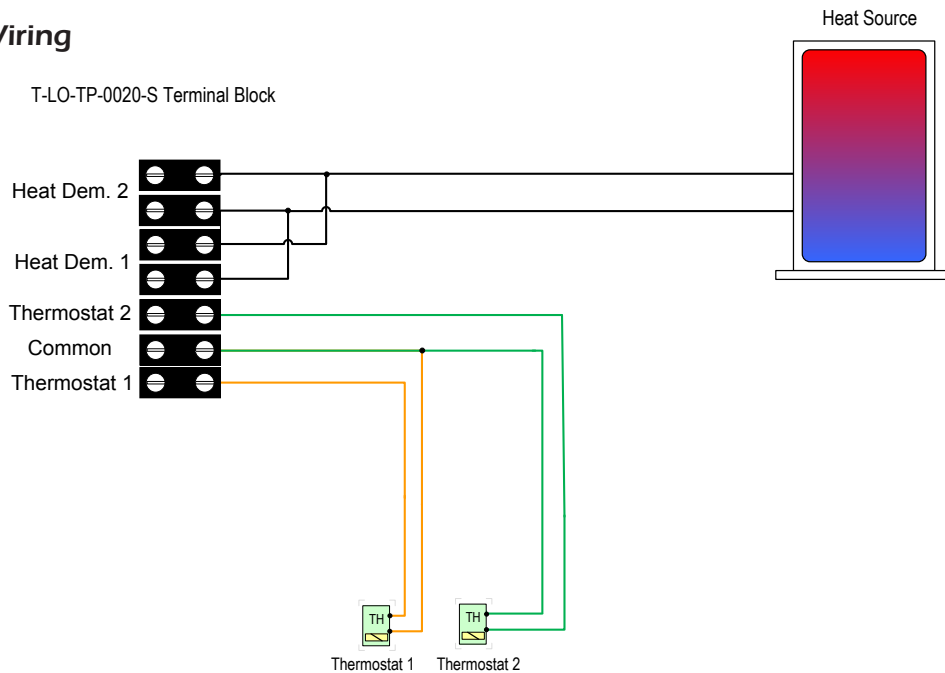 Wiring
Heat Source
T-LO-TP-0020-S Terminal Block
Heat Dem. 2
Heat Dem. 1
Thermostat 2
Common
Thermostat 1
TH
TH
Thermostat 1
Thermostat 2